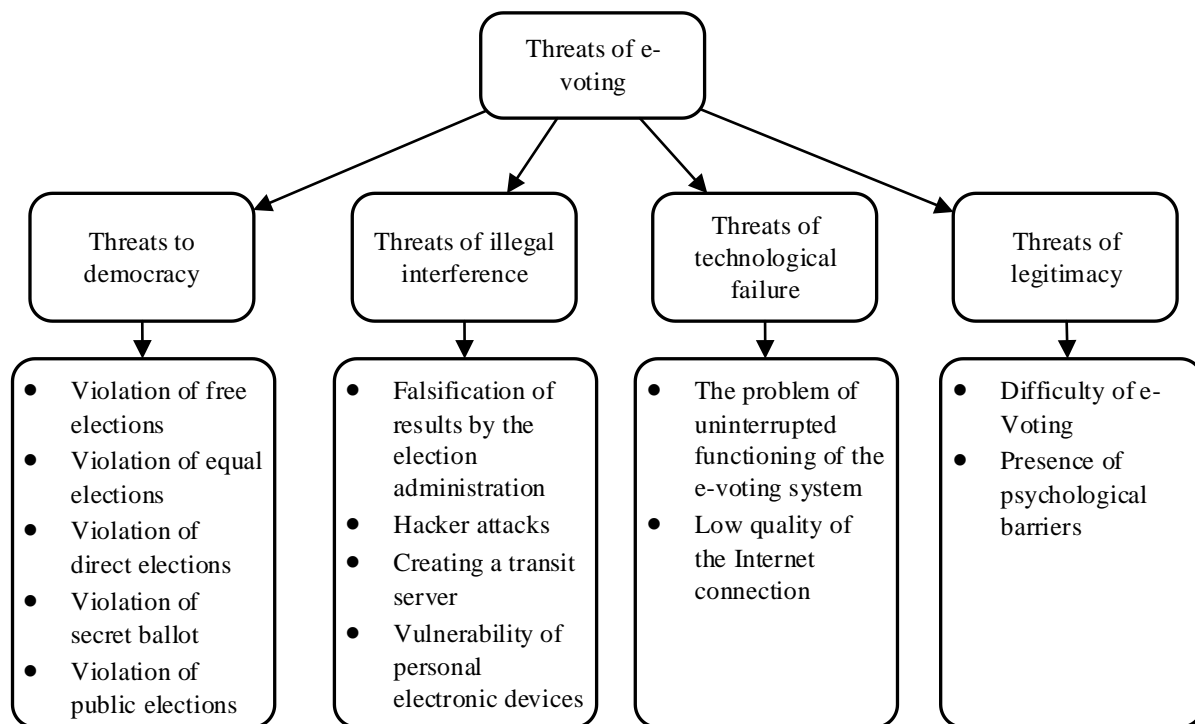 Threats of e-
voting
Threats to
democracy
Threats of illegal
interference
Threats of
technological
failure
Threats of
legitimacy
● Violation of free
elections
● Violation of equal
elections
● Violation of
direct elections
● Violation of
secret ballot
● Violation of
public elections
● Falsification of
results by the
election
administration
● Hacker attacks
● Creating a transit
server
● Vulnerability of
personal
electronic devices
● The problem of
uninterrupted
functioning of the
e-voting system
● Low quality of
the Internet
connection
● Difficulty of e-
Voting
● Presence of
psychological
barriers